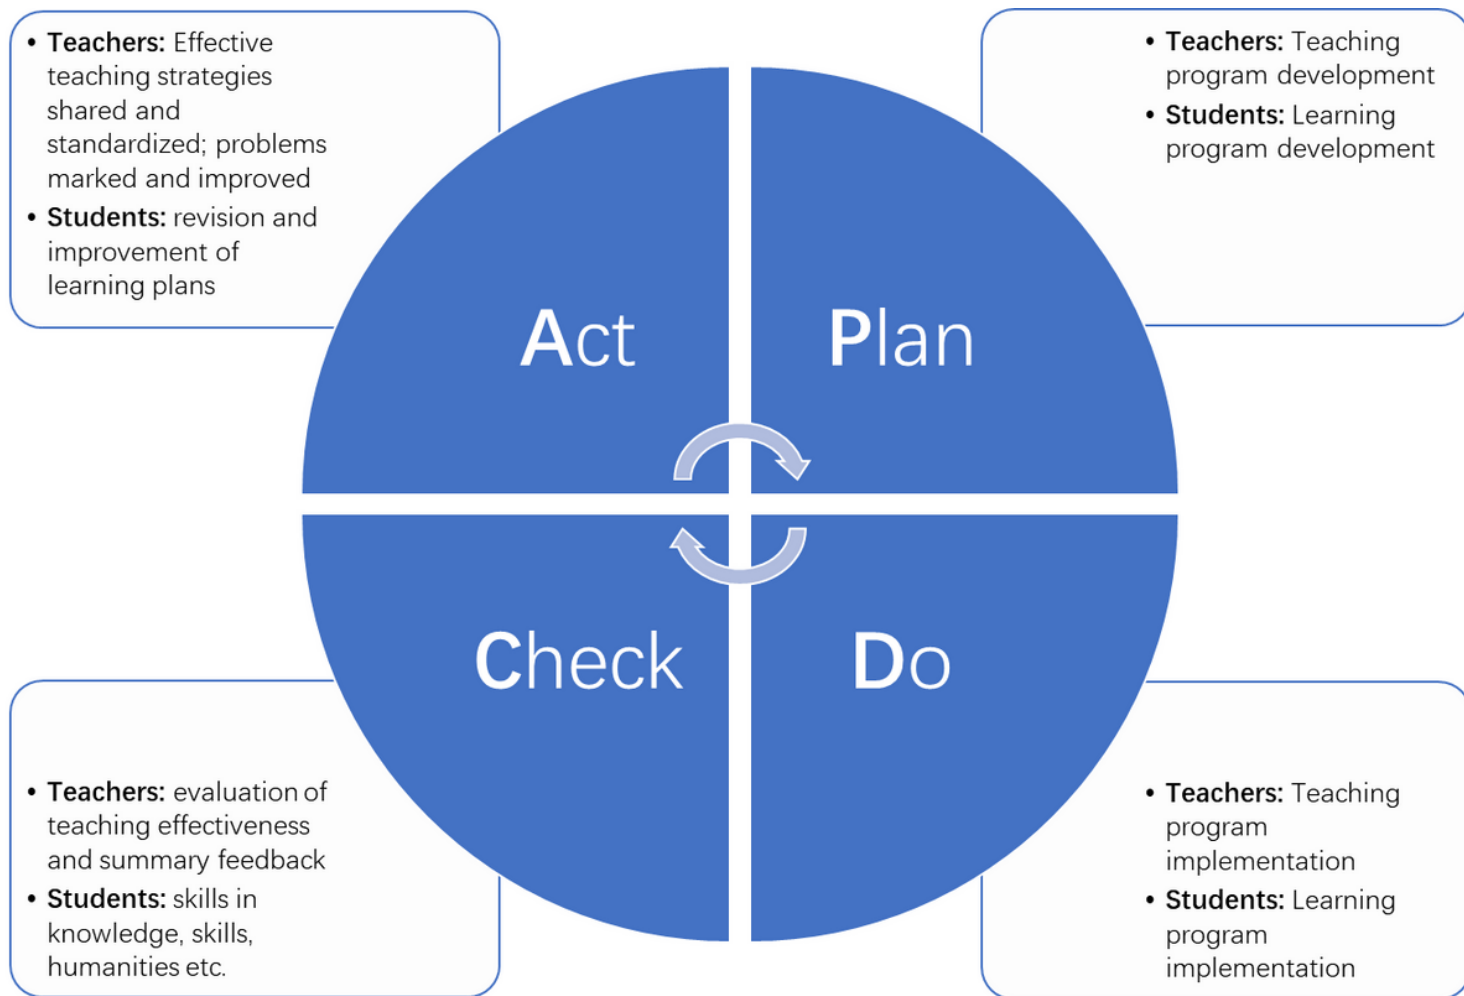 • Teachers: Effective
teaching strategies
shared and
standardized; problems
marked and improved
• Students: revision and
improvement of
learning plans
• Teachers: Teaching
program development
• Students: Learning
program development
Act
Plan
Check
Do
• Teachers: evaluation of
teaching effectiveness
and summary feedback
• Students: skills in
knowledge, skills,
humanities etc.
• Teachers: Teaching
program
implementation
• Students: Learning
program
implementation